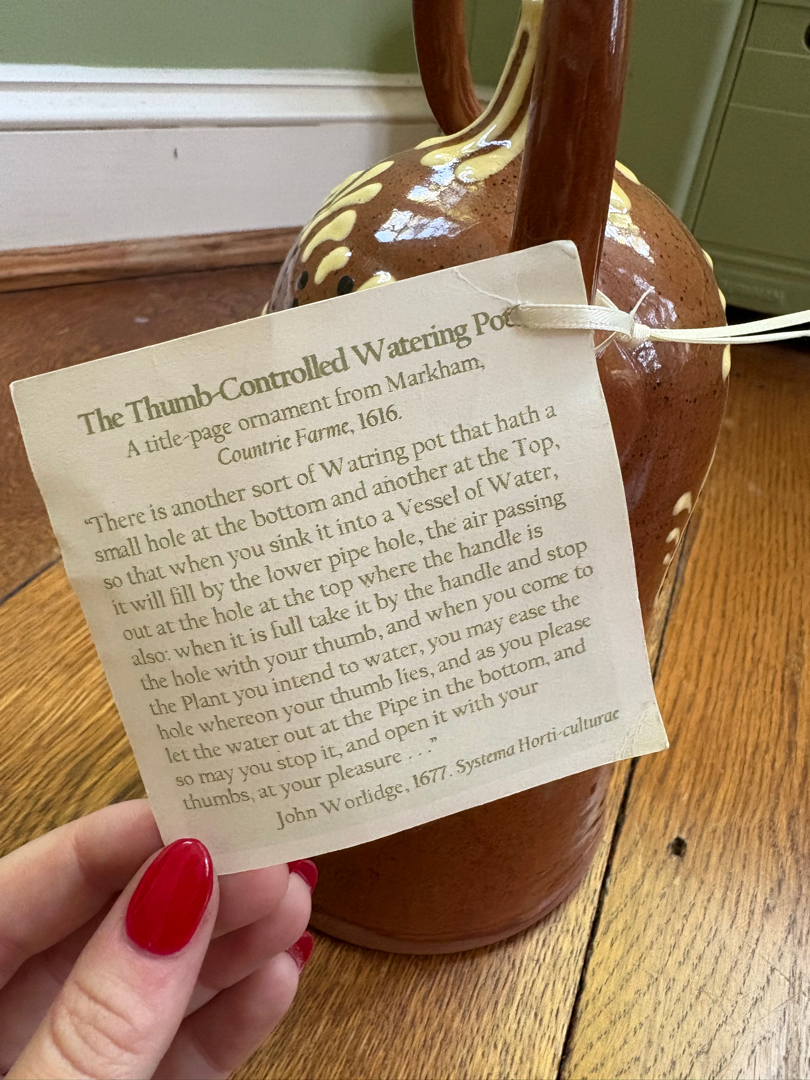 The Thumb-Controlled Watering Pot
A title-page ornament from Markham,
Countrie Farme, 1616.
“There is another sort of Watring pot that hath a
small hole at the bottom and another at the Top,
so that when you sink it into a Vessel of Water,
it will fill by the lower pipe hole, the air passing
out at the hole at the top where the handle is
also: when it is full take it by the handle and stop
the hole with your thumb, and when you come to
the Plant you intend to water, you may ease the
hole whereon your thumb lies, and as you please
let the water out at the Pipe in the bottom, and
so may you stop it, and open it with your
thumbs, at your pleasure . . .”
John Worlidge, 1677. Systema Horti-culturae